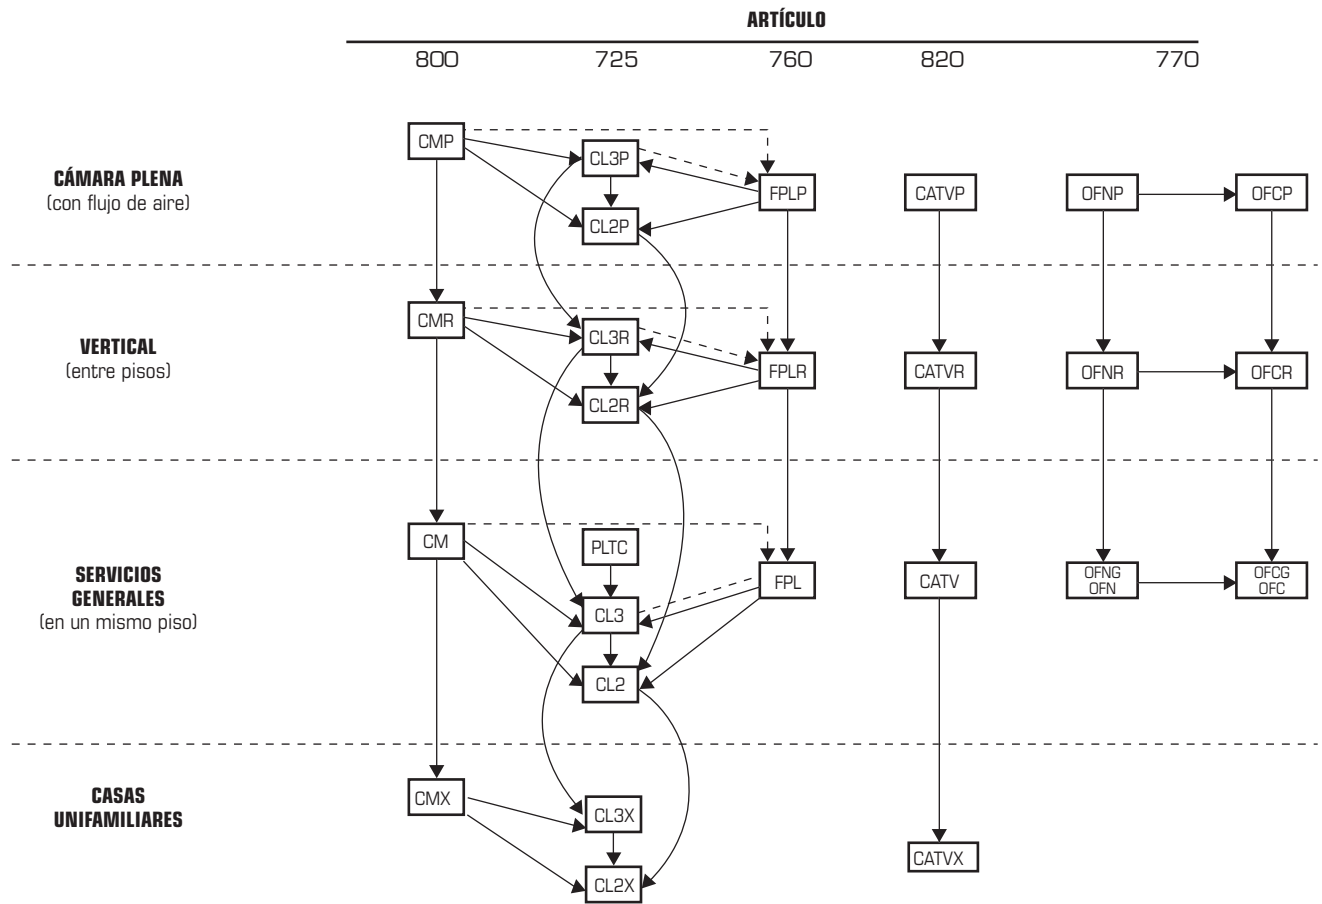 ARTÍCULO
800 725 760 820 770
CMP
CL3P
CÁMARA PLENA
(con flujo de aire)
FPLP CATVP OFNP OFCP
CL2P
CMR
CL3R
VERTICAL
(entre pisos)
FPLR CATVR OFNR OFCR
CL2R
CM
PLTC
SERVICIOS
GENERALES
(en un mismo piso)
FPL CATV
OFNG
OFN
OFCG
OFC
CL3
CL2
CASAS
UNIFAMILIARES
CMX
CL3X
CATVX
CL2X